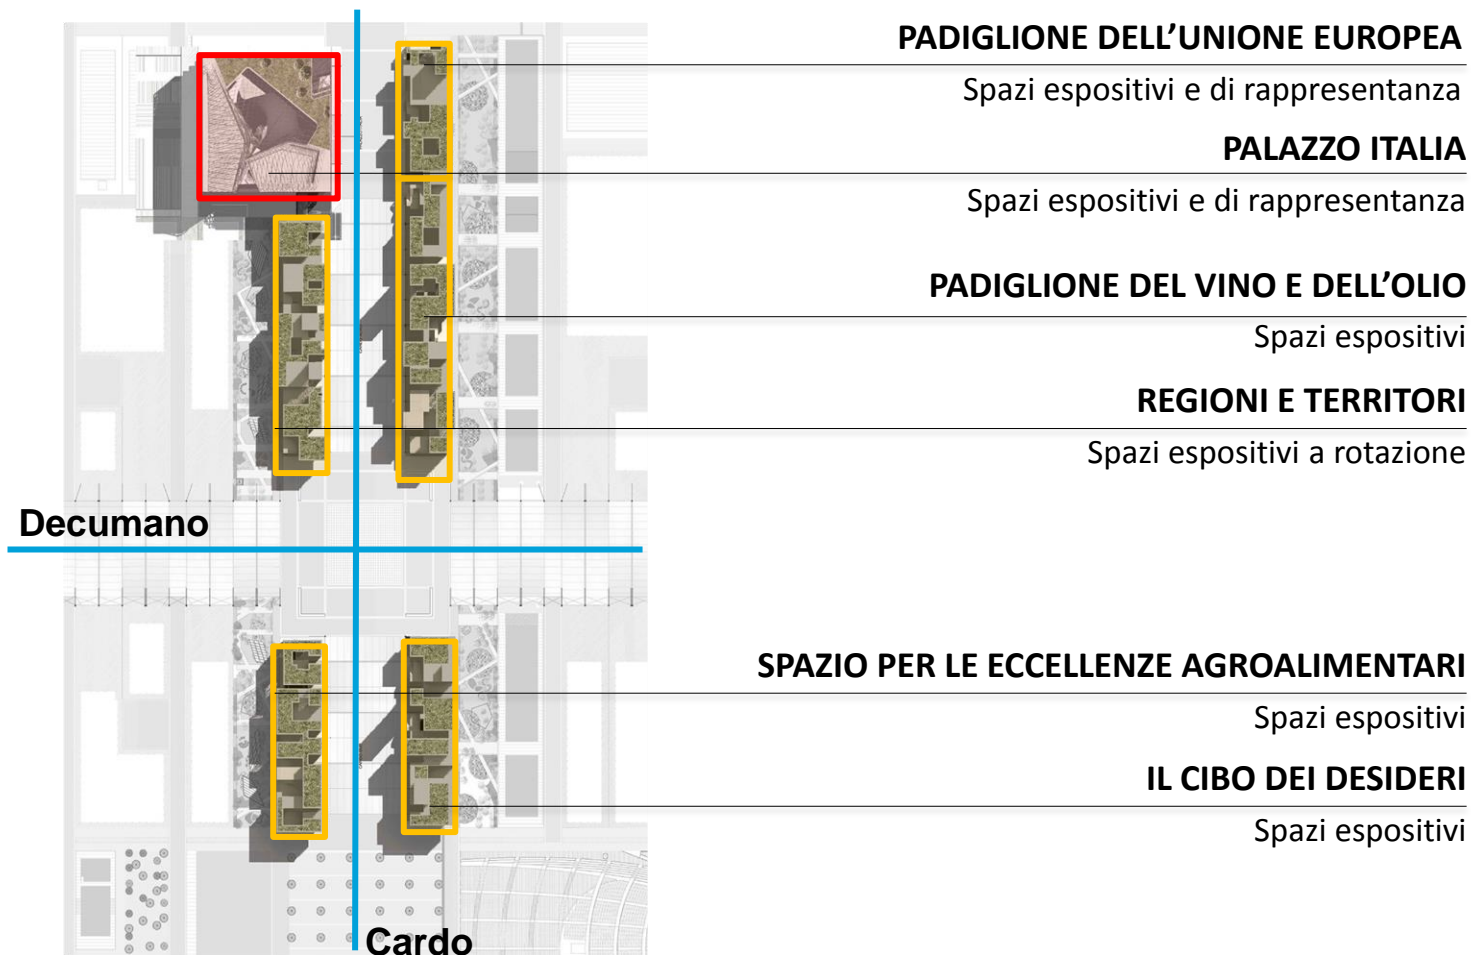 PADIGLIONE DELL’UNIONE EUROPEA
Spazi espositivi e di rappresentanza
PALAZZO ITALIA
Spazi espositivi e di rappresentanza
PADIGLIONE DEL VINO E DELL’OLIO
Spazi espositivi
REGIONI E TERRITORI
Spazi espositivi a rotazione
Decumano
SPAZIO PER LE ECCELLENZE AGROALIMENTARI
Spazi espositivi
IL CIBO DEI DESIDERI
Spazi espositivi
Cardo